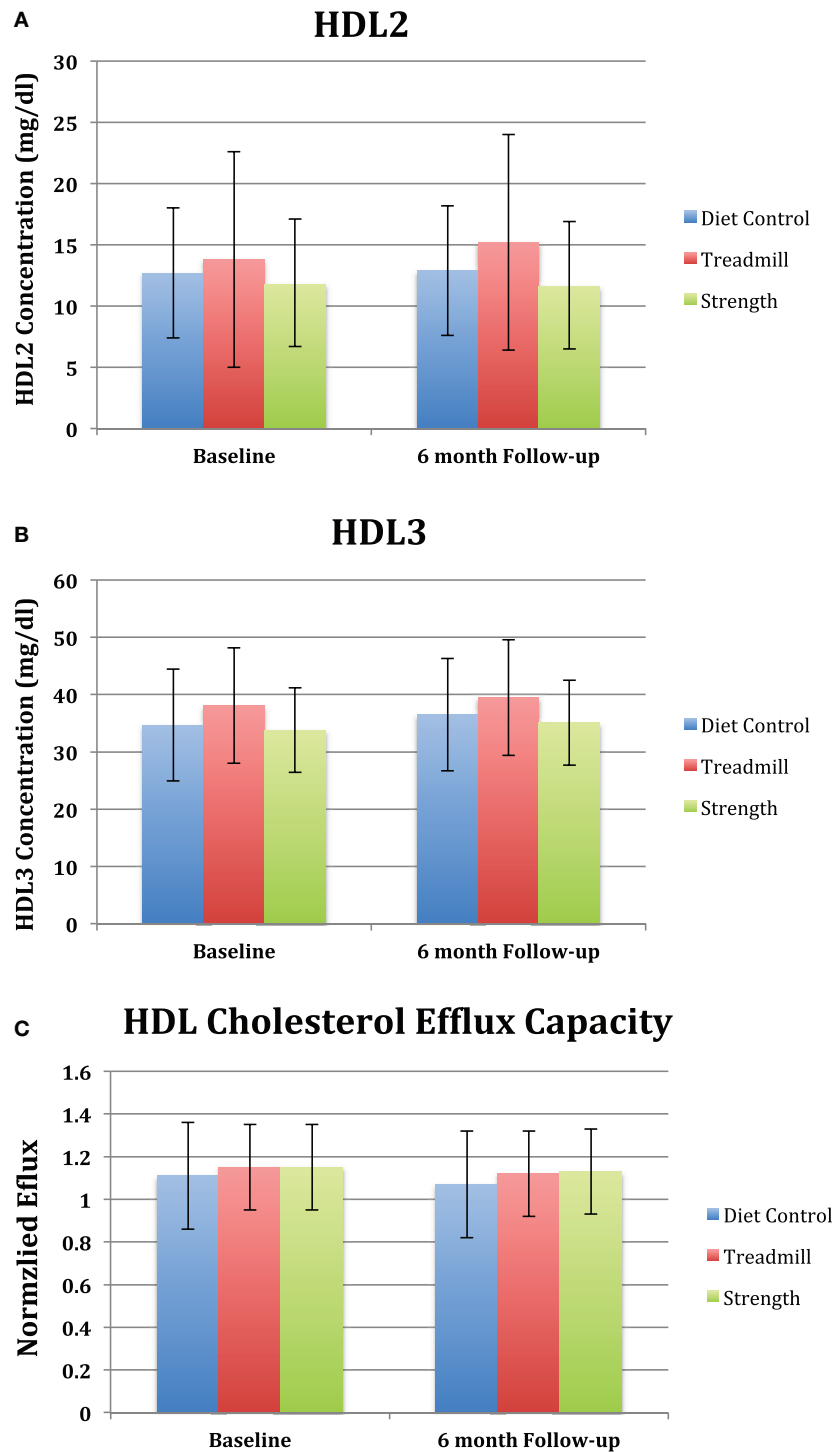 A
HDL2
HDL2 Concentration (mg/dl)
30
25
20
15
10
5
0
Baseline
6 month Follow-up
Diet Control
Treadmill
Strength
B
HDL3
HDL3 Concentration (mg/dl)
60
50
40
30
20
10
0
Baseline
6 month Follow-up
Diet Control
Treadmill
Strength
C
HDL Cholesterol Efflux Capacity
Normzlied Eflux
1.6
1.4
1.2
1
0.8
0.6
0.4
0.2
0
Baseline
6 month Follow-up
Diet Control
Treadmill
Strength